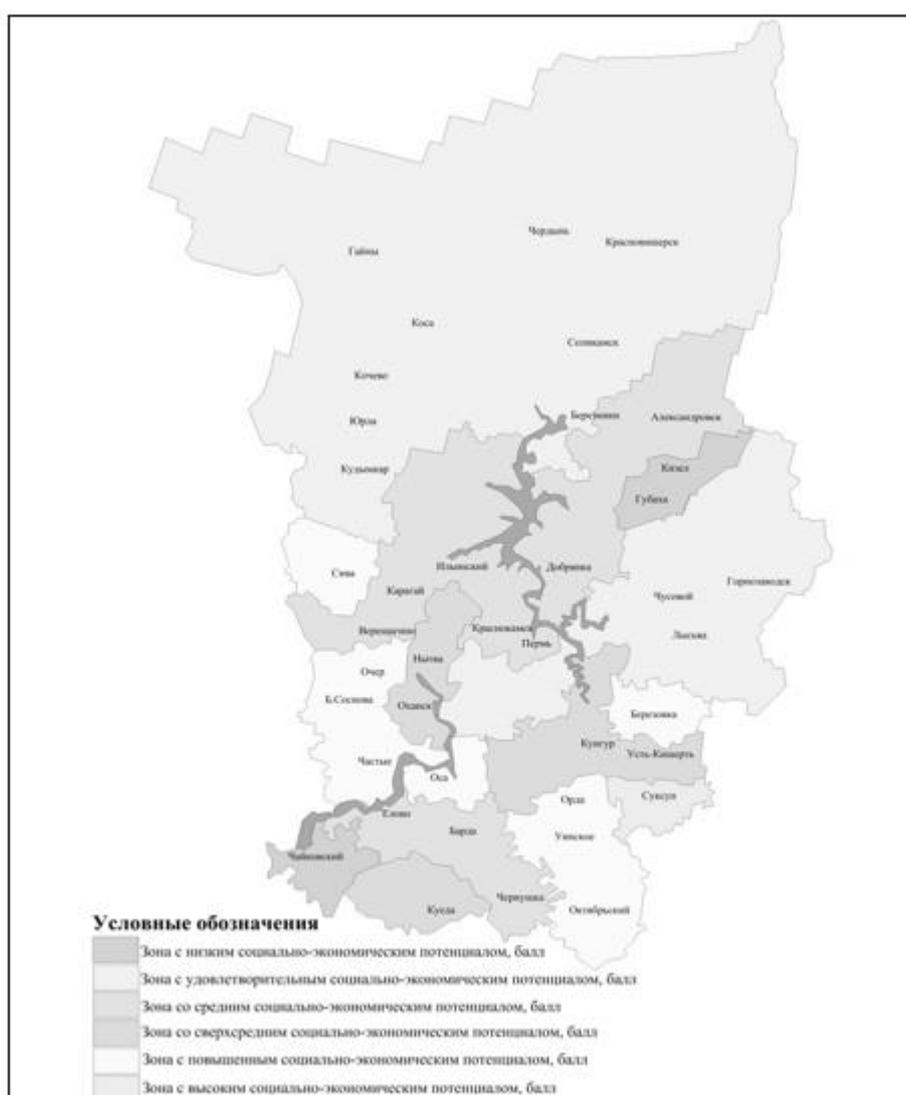 Чердынь
Красновишерск
Гайны
Коса
Соликамск
Кочево
Березники
Александровск
Юрла
Кизел
Кудымкар
Губаха
Ильинский
Добрянка
Сива
Горнозаводск
Карагай
Чусовой
Верещагино
Краснокамск
Лысьва
Пермь
Нытва
Очер
Б.Соснова
Оханск
Березовка
Кунгур
Усть-Кишерть
Частые
Оса
Суксун
Орда
Елово
Барда
Уинское
Чайковский
Чернушка
Куеда
Октябрьский
Условные обозначения
Зона с низким социально-экономическим потенциалом, балл
Зона с удовлетворительным социально-экономическим потенциалом, балл
Зона со средним социально-экономическим потенциалом, балл
Зона со сверхсредним социально-экономическим потенциалом, балл
Зона с повышенным социально-экономическим потенциалом, балл
Зона с высоким социально-экономическим потенциалом, балл